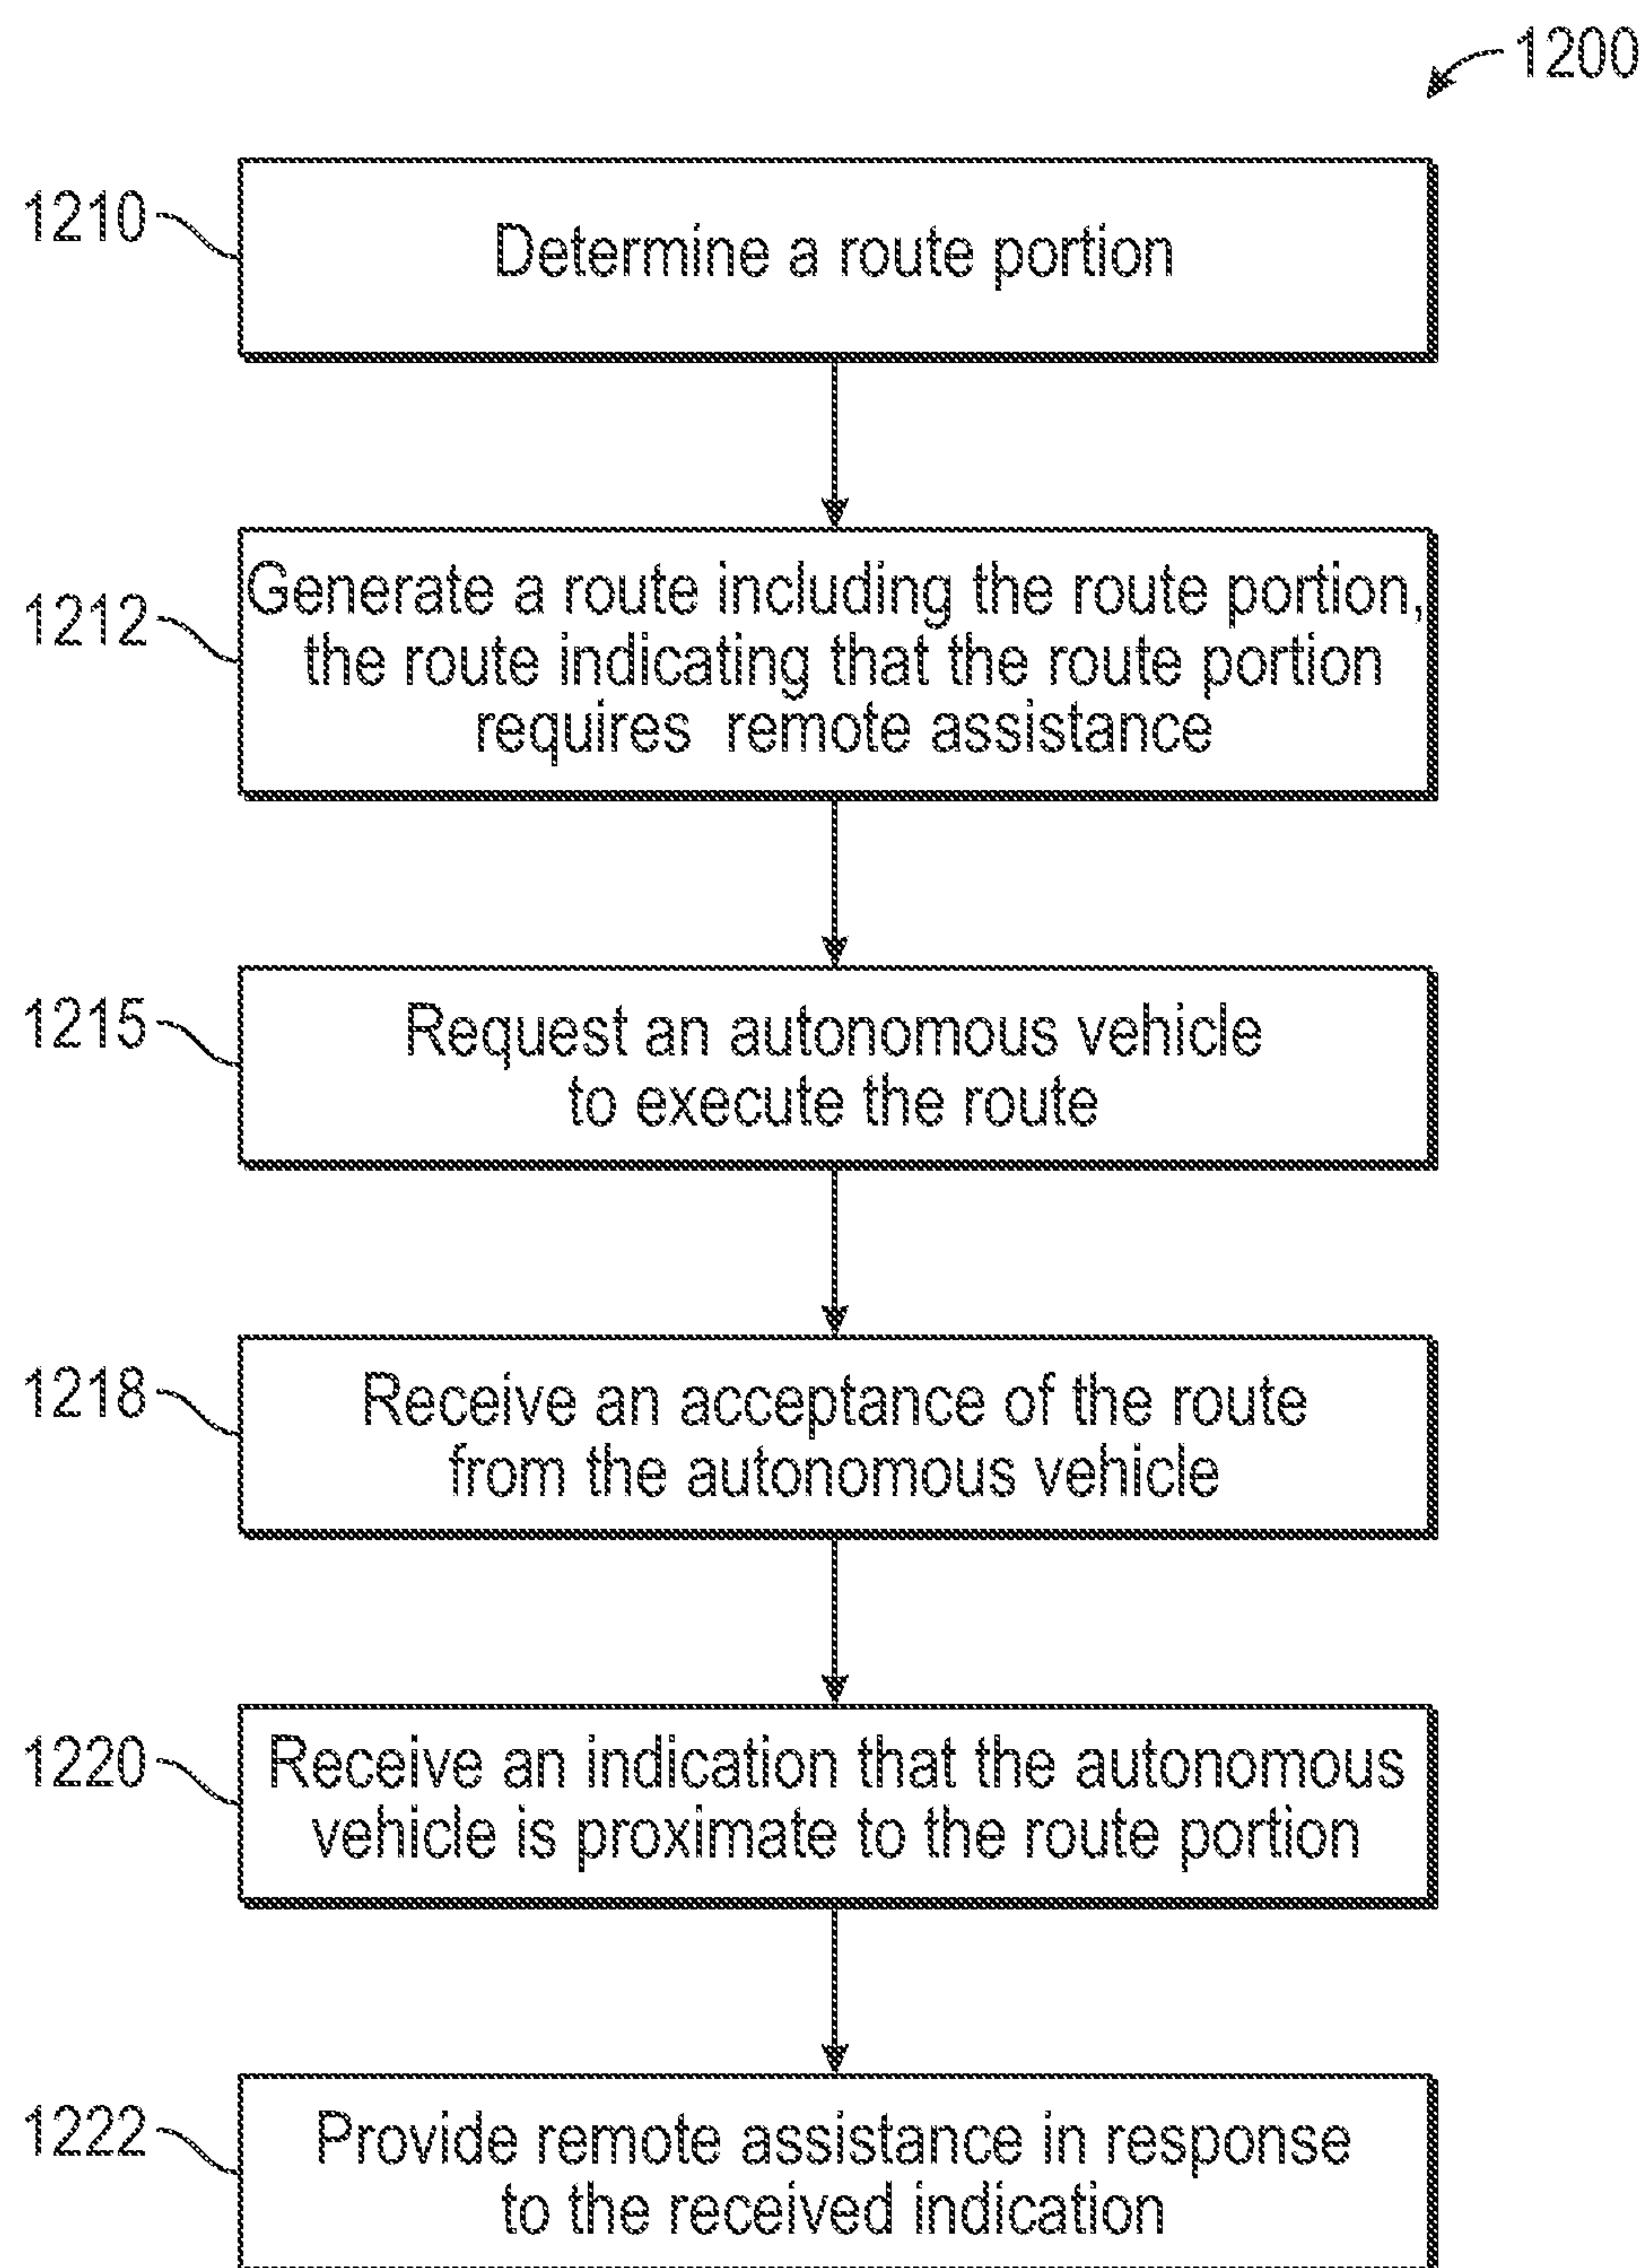 1200
1210
Determine a route portion
1212
Generate a route including the route portion,
the route indicating that the route portion
requires remote assistance
1215
Request an autonomous vehicle
to execute the route
1218
Receive an acceptance of the route
from the autonomous vehicle
1220
Receive an indication that the autonomous
vehicle is proximate to the route portion
1222
Provide remote assistance in response
to the received indication